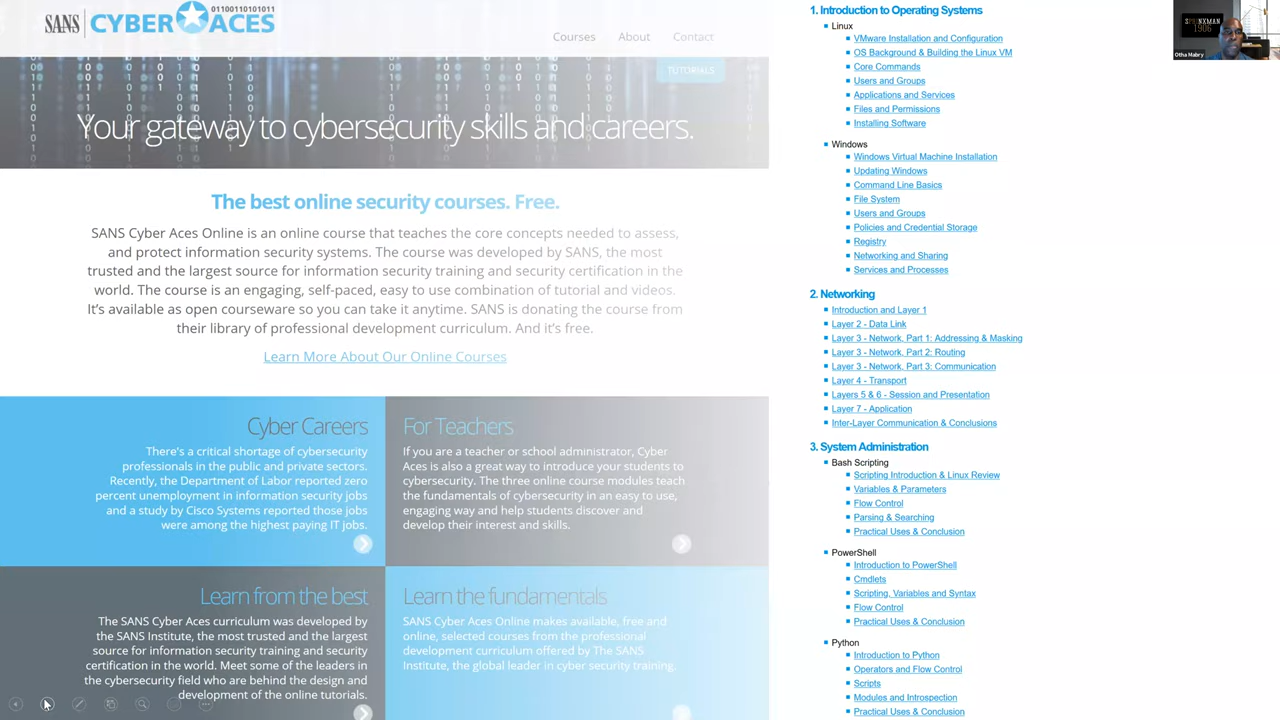 SANS CYBER ACES
01100110101011
Courses About Contact
TUTORIALS
Your gateway to cybersecurity skills and careers.
The best online security courses. Free.
SANS Cyber Aces Online is an online course that teaches the core concepts needed to assess,
and protect information security systems. The course was developed by SANS, the most
trusted and the largest source for information security training and security certification in the
world. The course is an engaging, self-paced, easy to use combination of tutorial and videos.
It's available as open courseware so you can take it anytime. SANS is donating the course from
their library of professional development curriculum. And it's free.
Learn More About Our Online Courses
Cyber Careers
There's a critical shortage of cybersecurity
professionals in the public and private sectors.
Recently, the Department of Labor reported zero
percent unemployment in information security jobs
and a study by Cisco Systems reported those jobs
were among the highest paying IT jobs.
For Teachers
If you are a teacher or school administrator, Cyber
Aces is also a great way to introduce your students to
cybersecurity. The three online course modules teach
the fundamentals of cybersecurity in an easy to use,
engaging way and help students discover and
develop their interest and skills.
Learn from the best
The SANS Cyber Aces curriculum was developed by
the SANS Institute, the most trusted and the largest
source for information security training and security
certification in the world. Meet some of the leaders in
the cybersecurity field who are behind the design and
development of the online tutorials.
Learn the fundamentals
SANS Cyber Aces Online makes available, free and
online, selected courses from the professional
development curriculum offered by The SANS
Institute, the global leader in cyber security training.
1. Introduction to Operating Systems
Linux
VMware Installation and Configuration
OS Background & Building the Linux VM
Core Commands
Users and Groups
Applications and Services
Files and Permissions
Installing Software
Windows
Windows Virtual Machine Installation
Updating Windows
Command Line Basics
File System
Users and Groups
Policies and Credential Storage
Registry
Networking and Sharing
Services and Processes
2. Networking
Introduction and Layer 1
Layer 2 - Data Link
Layer 3 - Network, Part 1: Addressing & Masking
Layer 3 - Network, Part 2: Routing
Layer 3 - Network, Part 3: Communication
Layer 4 - Transport
Layers 5 & 6 - Session and Presentation
Layer 7 - Application
Inter-Layer Communication & Conclusions
3. System Administration
Bash Scripting
Scripting Introduction & Linux Review
Variables & Parameters
Flow Control
Parsing & Searching
Practical Uses & Conclusion
PowerShell
Introduction to PowerShell
Cmdlets
Scripting, Variables and Syntax
Flow Control
Practical Uses & Conclusion
Python
Introduction to Python
Operators and Flow Control
Scripts
Modules and Introspection
Practical Uses & Conclusion
1906
Otha Mabry